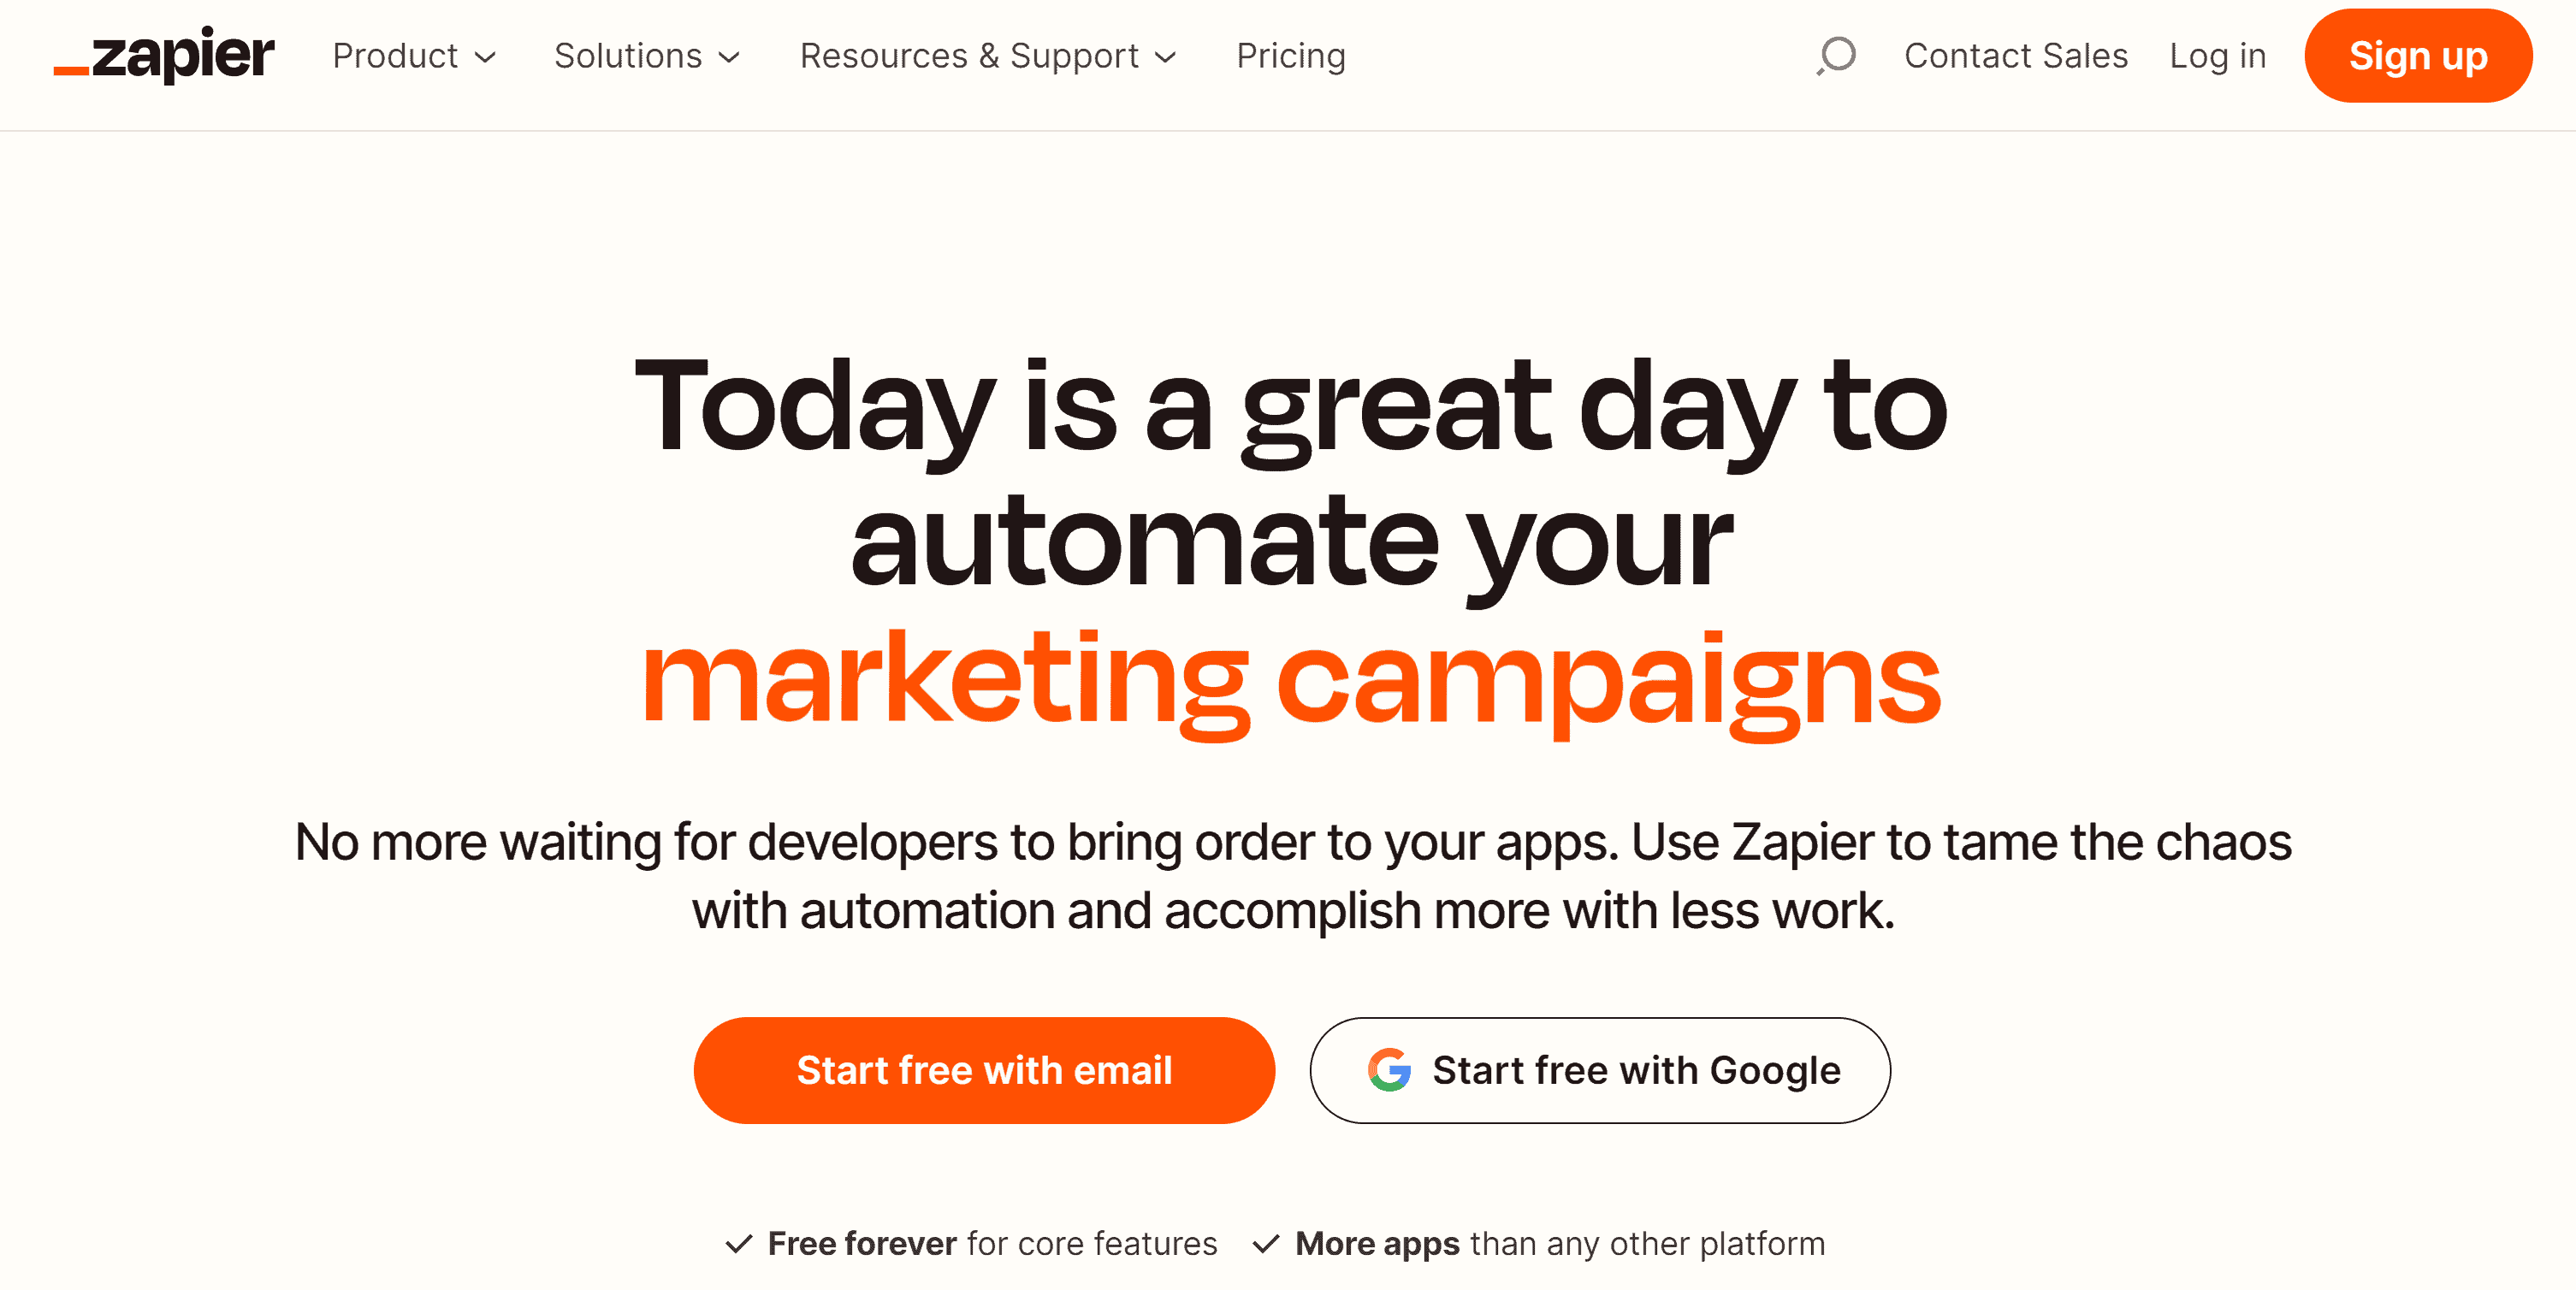 _zapier Product Solutions Resources & Support Pricing Contact Sales Log in Sign up
Today is a great day to
automate your
marketing campaigns
No more waiting for developers to bring order to your apps. Use Zapier to tame the chaos
with automation and accomplish more with less work.
Start free with email Start free with Google
Free forever for core features More apps than any other platform